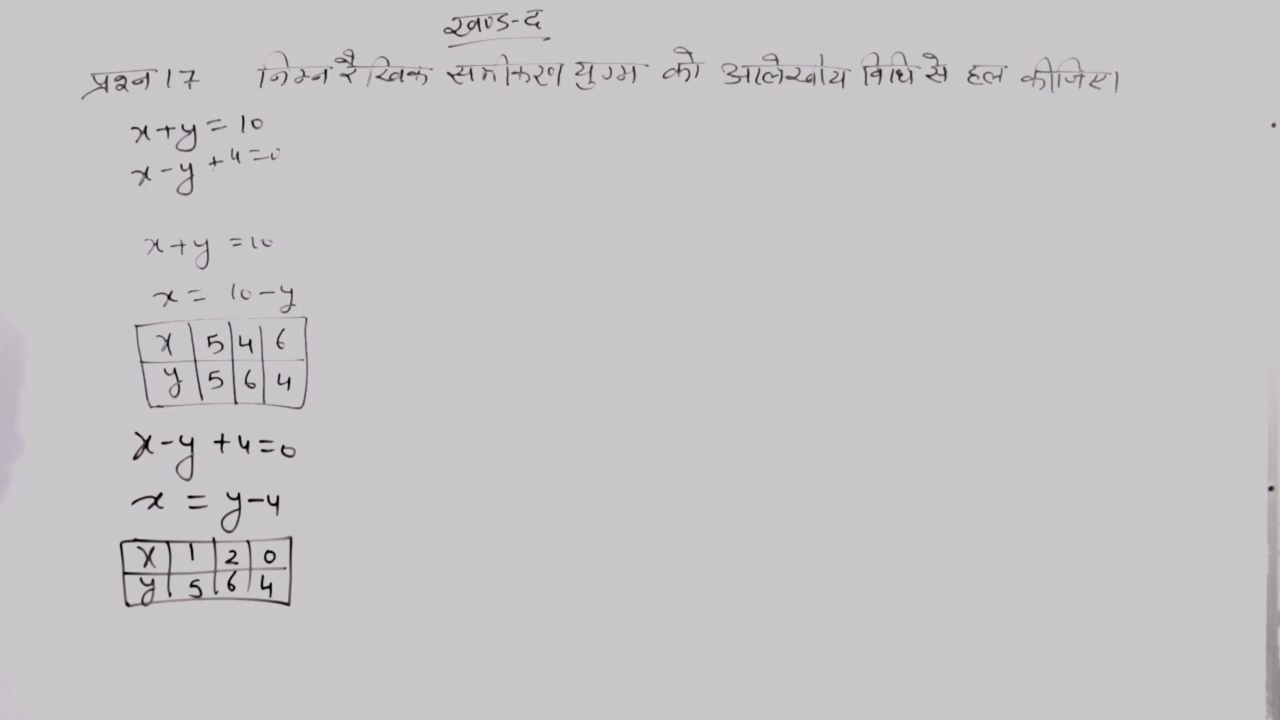 खण्ड-द
प्रश्न 17 निम्न रैखिक समीकरण युग्म को आलेखीय विधि से हल कीजिए।
x+y=10
x-y+4=0
x+y=10
x=10-y
x 5 4 6
y 5 6 4
x-y+4=0
x=y-4
x 1 2 0
y 5 6 4